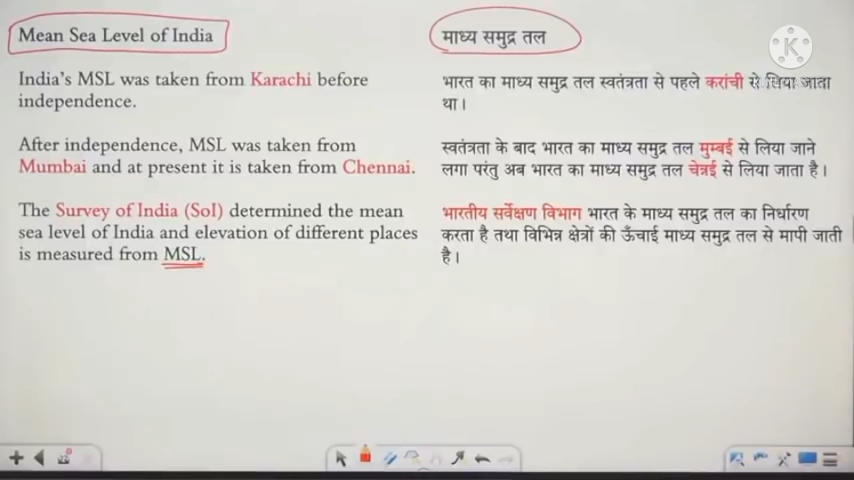 Mean Sea Level of India
India's MSL was taken from Karachi before
independence.
After independence, MSL was taken from
Mumbai and at present it is taken from Chennai.
The Survey of India (SoI) determined the mean
sea level of India and elevation of different places
is measured from MSL.
माध्य समुद्र तल
भारत का माध्य समुद्र तल स्वतंत्रता से पहले करांची से लिया जाता
था।
स्वतंत्रता के बाद भारत का माध्य समुद्र तल मुम्बई से लिया जाने
लगा परंतु अब भारत का माध्य समुद्र तल चेन्नई से लिया जाता है।
भारतीय सर्वेक्षण विभाग भारत के माध्य समुद्र तल का निर्धारण
करता है तथा विभिन्न क्षेत्रों की ऊँचाई माध्य समुद्र तल से मापी जाती
है।
K